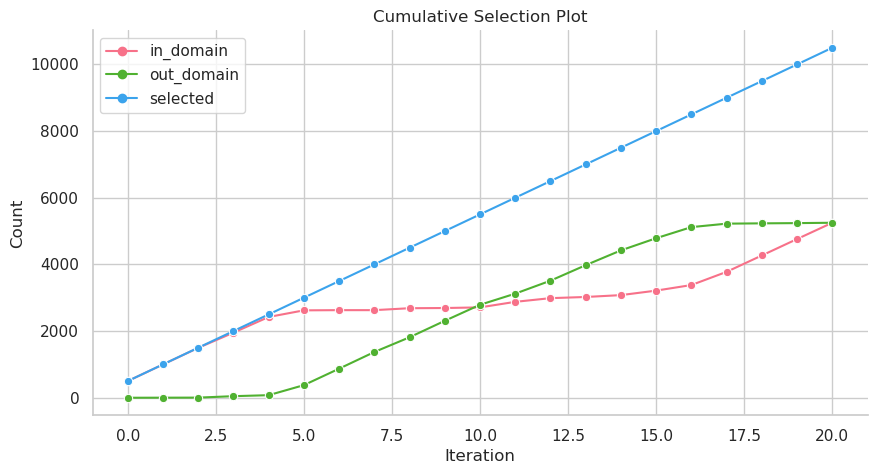 Cumulative Selection Plot
in_domain
out_domain
selected
Count
10000
8000
6000
4000
2000
0
0.0 2.5 5.0 7.5 10.0 12.5 15.0 17.5 20.0
Iteration